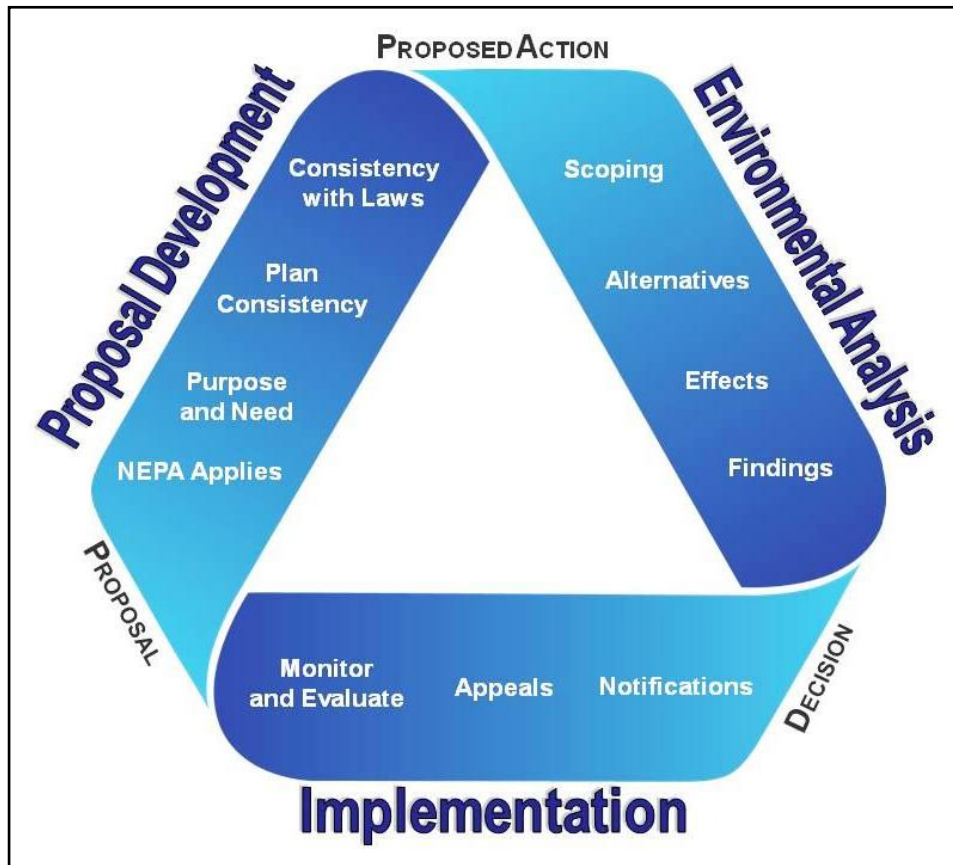 PROPOSED ACTION
Proposal Development
Consistency
with Laws
Plan
Consistency
Purpose
and Need
NEPA Applies
PROPOSAL
Environmental Analysis
Scoping
Alternatives
Effects
Findings
DECISION
Notifications
Appeals
Monitor
and Evaluate
Implementation